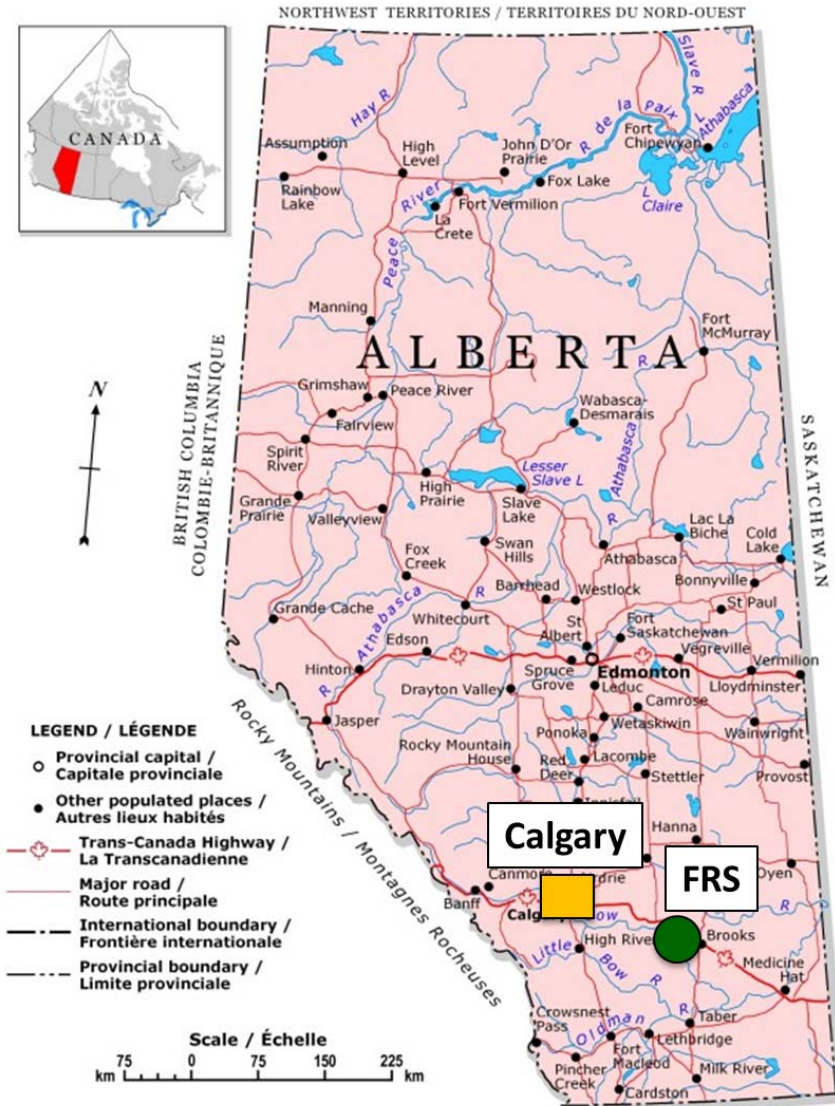 NORTHWEST TERRITORIES / TERRITOIRES DU NORD-OUEST
CANADA
Hay R
Slave R
R de la paix
L Athabasca
Assumption
High
Level
John D'Or
Prairie
Fort
Chipewyan
Rainbow
Lake
Fox Lake
L
Claire
River
Fort Vermilion
La
Crete
Peace
Manning
Fort
McMurray
ALBERTA
BRITISH COLUMBIA
COLOMBIE-BRITANNIQUE
N
SASKATCHEWAN
Grimshaw
Peace River
Fairview
Wabasca-
Desmarais
R
Athabasca
R
Spirit
River
High
Prairie
Lesser
Slave L
Slave
Lake
Grande
Prairie
Valleyview
Swan
Hills
Athabasca
Lac La
Biche
Cold
Lake
Fox
Creek
Bonnyville
Barrhead
Westlock
St Paul
Grande Cache
R Athabasca R
Whitecourt
St
Albert
Fort
Saskatchewan
Edson
Vegreville
Vermilion
Hinton
Spruce
Grove
Edmonton
Lloydminster
Drayton Valley
Leduc
Camrose
Jasper
Wetaskiwin
Wainwright
Ponoka
Rocky Mountain
House
Red
Deer
Lacombe
Stettler
Provost
Rocky Mountains / Montagnes Rocheuses
LEGEND / LÉGENDE
Provincial capital /
Capitale provinciale
Other populated places /
Autres lieux habités
Trans-Canada Highway /
La Transcanadienne
Major road /
Route principale
International boundary /
Frontière internationale
Provincial boundary /
Limite provinciale
Calgary
Hanna
FRS
Oyen
Canmore
Banff
R
High River
Brooks
Little
Bow
R
R
Medicine
Hat
Crowsnest
Pass
Oldman
Taber
Lethbridge
Pincher
Creek
Fort
Macleod
Milk River
Cardston
Scale / Échelle
75 0 75 150 225
km km